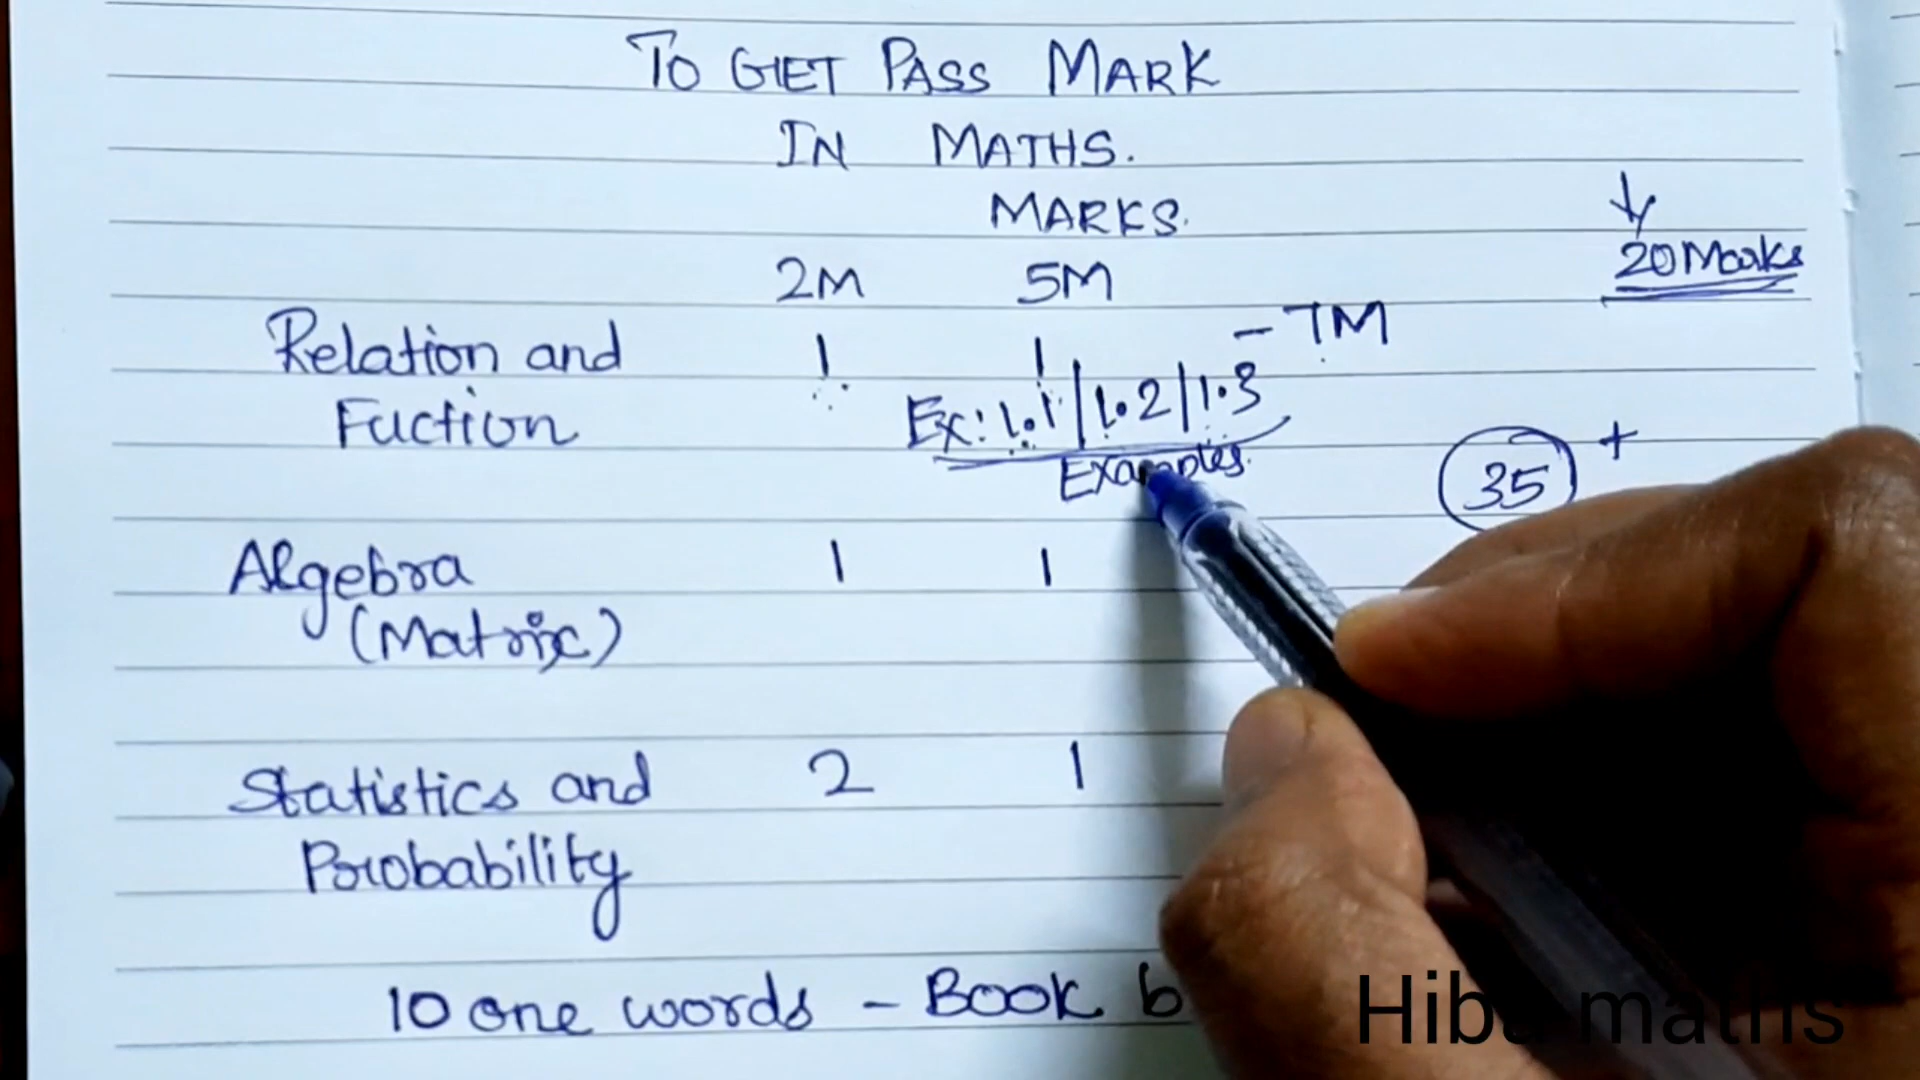 TO GET PASS MARK
IN MATHS.
MARKS.
20 Marks
2M 5M
Relation and 1 1 - 7M
Fuction Ex: 1.1 | 1.2 | 1.3
Examples.
35 +
Algebra 1 1
(Matrix)
Statistics and 2 1
Probability
10 one words - Book b
Hiba maths